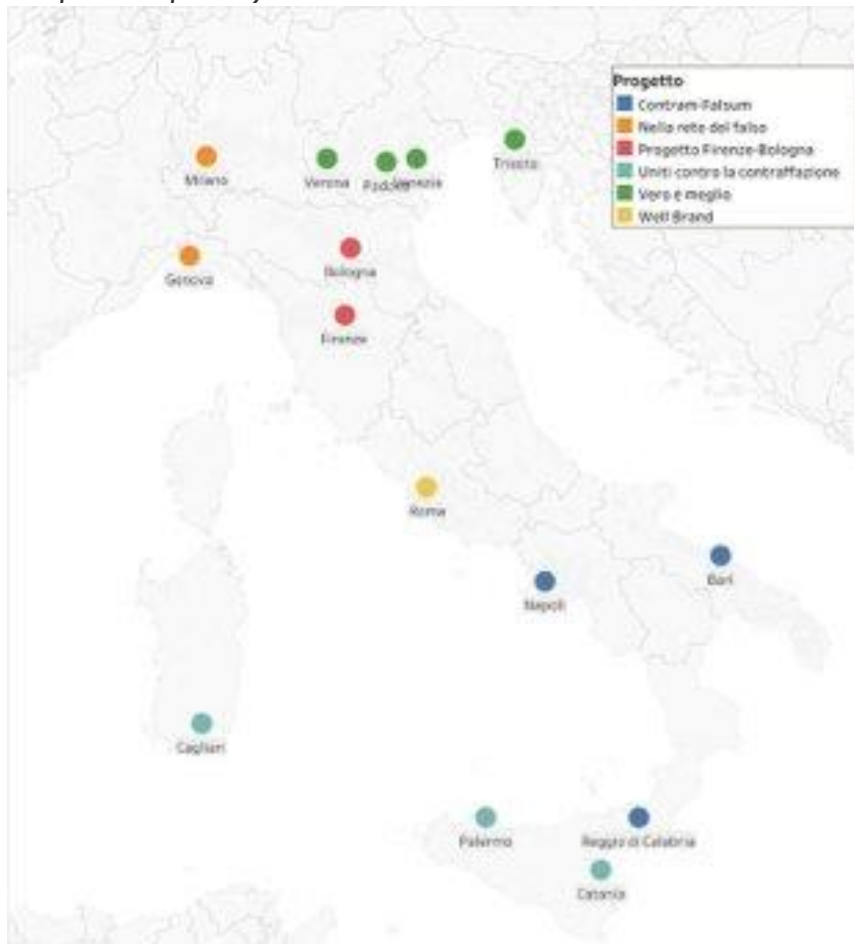 Progetto
Contram-Falsum
Nella rete del falso
Progetto Firenze-Bologna
Uniti contro la contraffazione
Vero e meglio
Well Brand
Milano
Verona
Padova
Venezia
Trieste
Genova
Bologna
Firenze
Roma
Bari
Napoli
Cagliari
Palermo
Reggio di Calabria
Catania